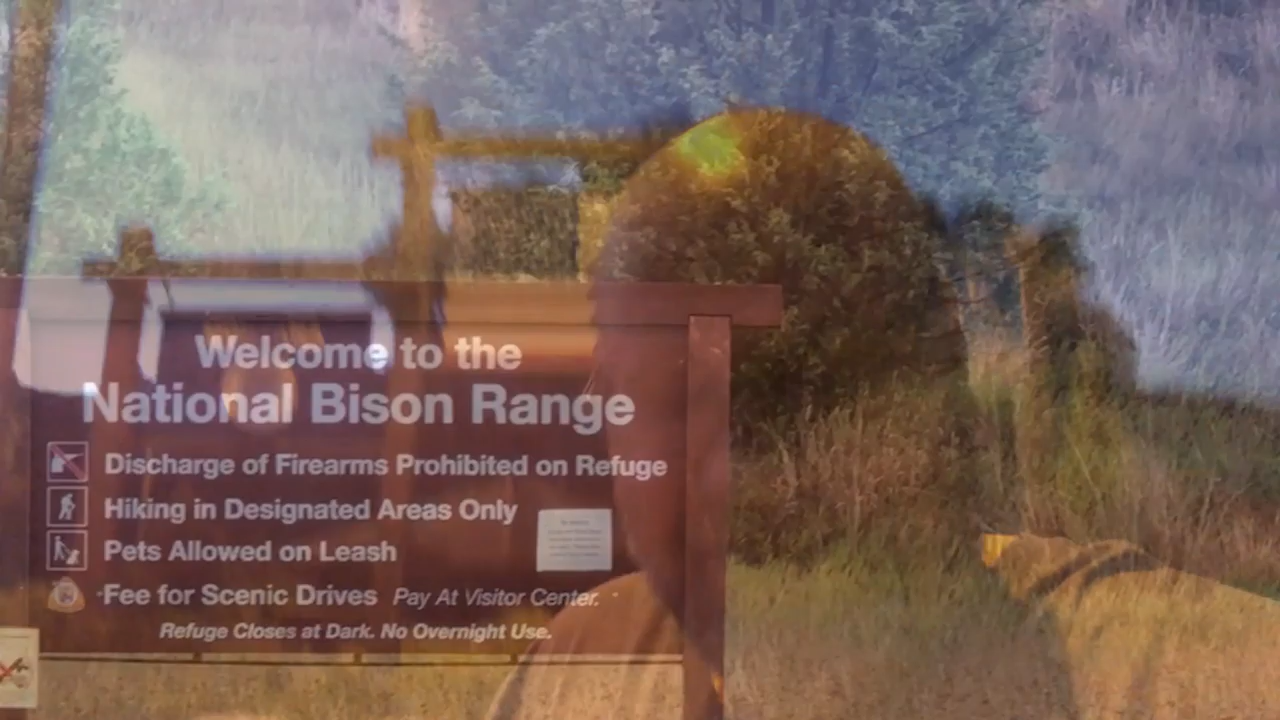 Welcome to the
National Bison Range
Discharge of Firearms Prohibited on Refuge
Hiking in Designated Areas Only
Pets Allowed on Leash
Fee for Scenic Drives Pay At Visitor Center.
Refuge Closes at Dark. No Overnight Use.